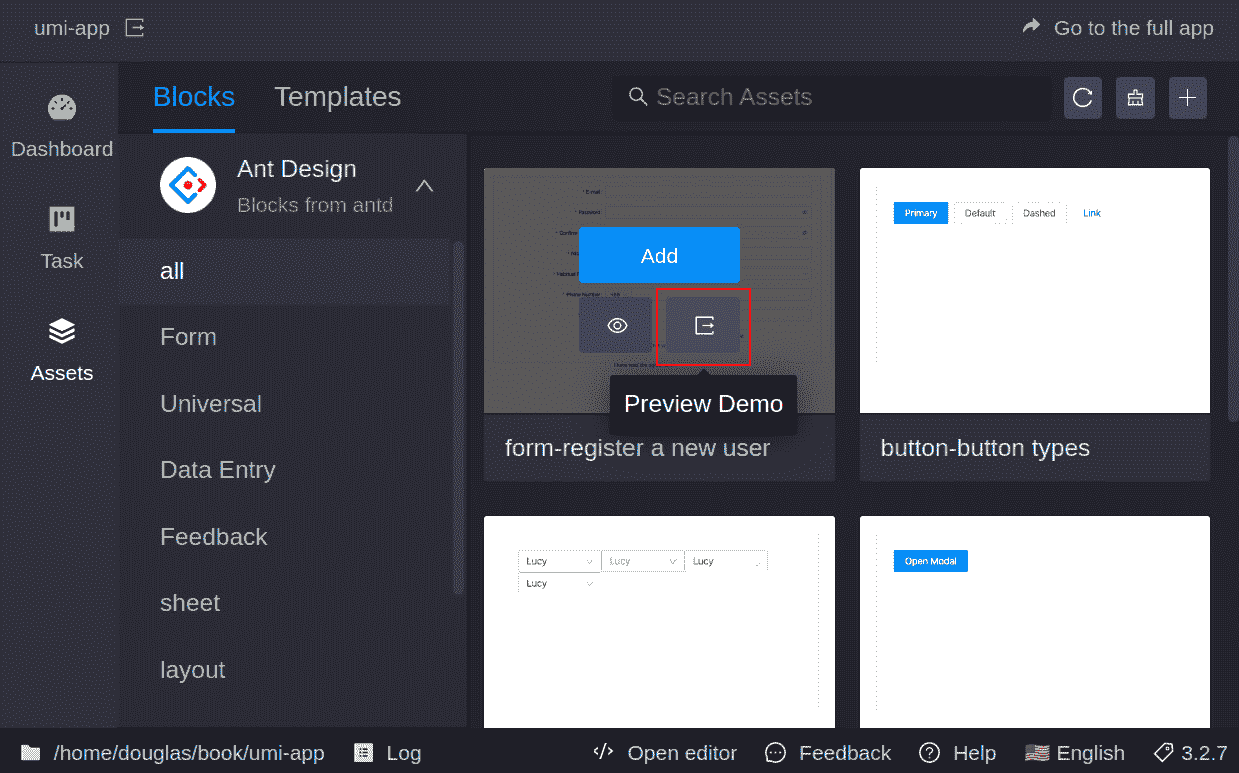 umi-app
Go to the full app
Blocks
Templates
Search Assets
Dashboard
Task
Assets
Ant Design
Blocks from antd
all
Form
Universal
Data Entry
Feedback
sheet
layout
* E-mail
* Password
Add
* Phone Number
+86
Preview Demo
form-register a new user
Primary
Default
Dashed
Link
button-button types
Lucy
Lucy
Lucy
Lucy
Open Modal
/home/douglas/book/umi-app
Log
Open editor
Feedback
Help
English
3.2.7